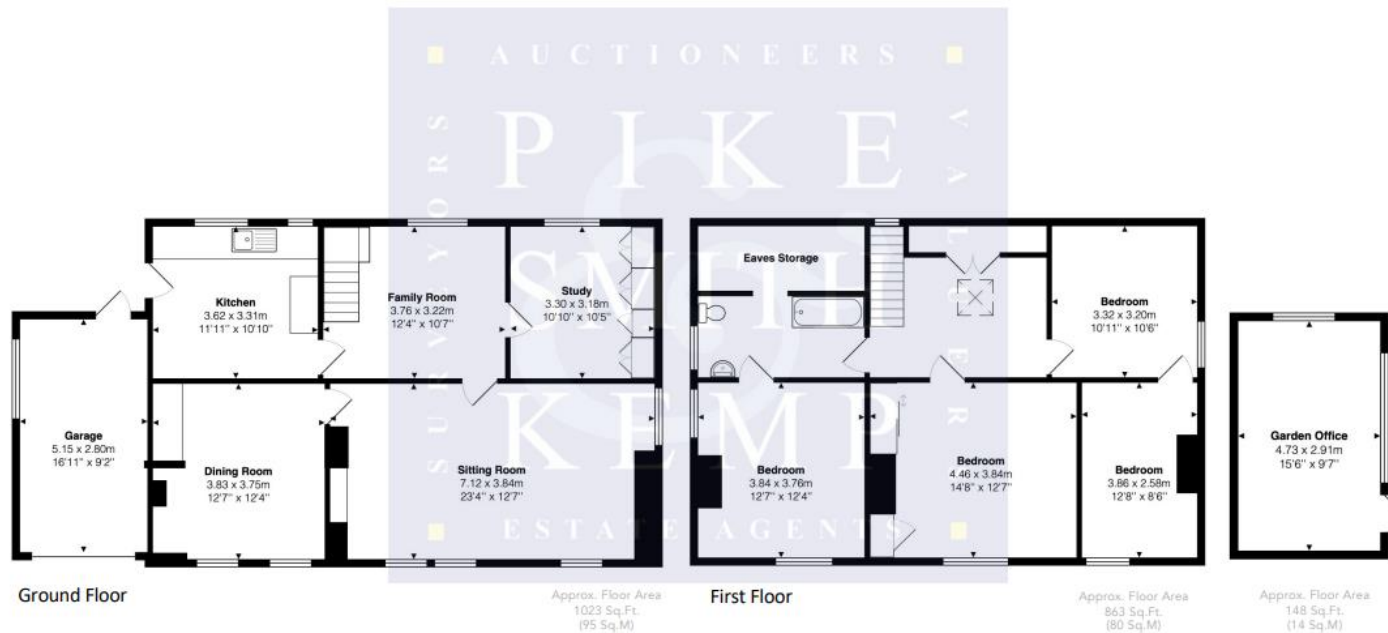 AUCTIONEERS
SURVEYORS
VALUERS
PIKE
SMITH
&
KEMP
ESTATE AGENTS
Kitchen
3.62 x 3.31m
11'11" x 10'10"
Family Room
3.76 x 3.22m
12'4" x 10'7"
Study
3.30 x 3.18m
10'10" x 10'5"
Garage
5.15 x 2.80m
16'11" x 9'2"
Dining Room
3.83 x 3.75m
12'7" x 12'4"
Sitting Room
7.12 x 3.84m
23'4" x 12'7"
Ground Floor
Approx. Floor Area
1023 Sq.Ft.
(95 Sq.M)
Eaves Storage
Bedroom
3.32 x 3.20m
10'11" x 10'6"
Bedroom
3.84 x 3.76m
12'7" x 12'4"
Bedroom
4.46 x 3.84m
14'8" x 12'7"
Bedroom
3.86 x 2.58m
12'8" x 8'6"
First Floor
Approx. Floor Area
863 Sq.Ft.
(80 Sq.M)
Garden Office
4.73 x 2.91m
15'6" x 9'7"
Approx. Floor Area
148 Sq.Ft.
(14 Sq.M)